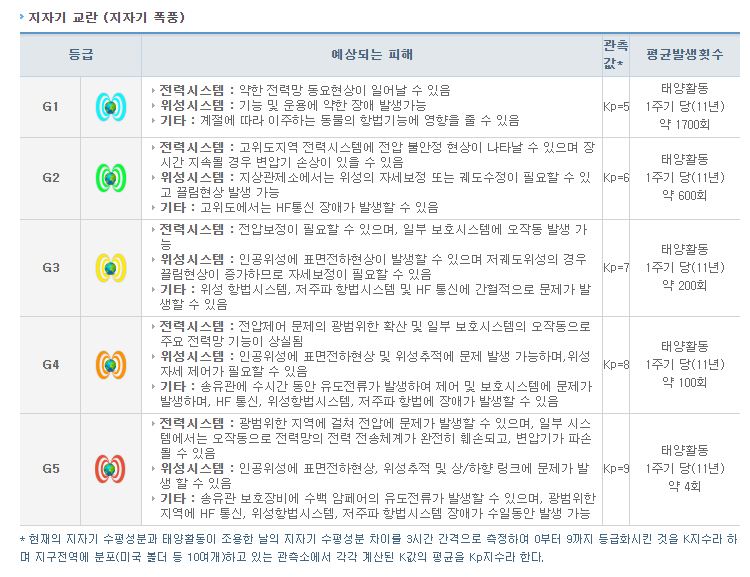 지자기 교란 (지자기 폭풍)
등급 예상되는 피해 관측값* 평균발생횟수
G1
전력시스템 : 약한 전력망 동요현상이 일어날 수 있음
위성시스템 : 기능 및 운용에 약한 장애 발생가능
기타 : 계절에 따라 이주하는 동물의 항법기능에 영향을 줄 수 있음
Kp=5
태양활동
1주기 당(11년)
약 1700회
G2
전력시스템 : 고위도지역 전력시스템에 전압 불안정 현상이 나타날 수 있으며 장
시간 지속될 경우 변압기 손상이 있을 수 있음
위성시스템 : 지상관제소에서는 위성의 자세보정 또는 궤도수정이 필요할 수 있
고 끌림현상 발생 가능
기타 : 고위도에서는 HF통신 장애가 발생할 수 있음
Kp=6
태양활동
1주기 당(11년)
약 600회
G3
전력시스템 : 전압보정이 필요할 수 있으며, 일부 보호시스템에 오작동 발생 가
능
위성시스템 : 인공위성에 표면전하현상이 발생할 수 있으며 저궤도위성의 경우
끌림현상이 증가하므로 자세보정이 필요할 수 있음
기타 : 위성 항법시스템, 저주파 항법시스템 및 HF 통신에 간헐적으로 문제가 발
생할 수 있음
Kp=7
태양활동
1주기 당(11년)
약 200회
G4
전력시스템 : 전압제어 문제의 광범위한 확산 및 일부 보호시스템의 오작동으로
주요 전력망 기능이 상실됨
위성시스템 : 인공위성에 표면전하현상 및 위성추적에 문제 발생 가능하며,위성
자세 제어가 필요할 수 있음
기타 : 송유관에 수시간 동안 유도전류가 발생하여 제어 및 보호시스템에 문제가
발생하며, HF 통신, 위성항법시스템, 저주파 항법에 장애가 발생할 수 있음
Kp=8
태양활동
1주기 당(11년)
약 100회
G5
전력시스템 : 광범위한 지역에 걸쳐 전압에 문제가 발생할 수 있으며, 일부 시스
템에서는 오작동으로 전력망의 전력 전송체계가 완전히 훼손되고, 변압기가 파손
될 수 있음
위성시스템 : 인공위성에 표면전하현상, 위성추적 및 상/하향 링크에 문제가 발
생 할 수 있음
기타 : 송유관 보호장비에 수백 암페어의 유도전류가 발생할 수 있으며, 광범위한
지역에 HF 통신, 위성항법시스템, 저주파 항법시스템 장애가 수일동안 발생 가능
Kp=9
태양활동
1주기 당(11년)
약 4회
* 현재의 지자기 수평성분과 태양활동이 조용한 날의 지자기 수평성분 차이를 3시간 간격으로 측정하여 0부터 9까지 등급화시킨 것을 K지수라 하
며 지구전역에 분포(미국 볼더 등 10여개)하고 있는 관측소에서 각각 계산된 K값의 평균을 Kp지수라 한다.